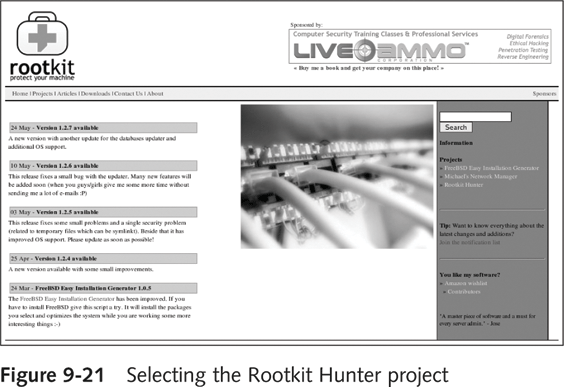 Sponsored by:
Computer Security Training Classes & Professional Services
LIVE AMMO
CORPORATION
Digital Forensics
Ethical Hacking
Penetration Testing
Reverse Engineering
« Buy me a book and get your company on this place! »
rootkit
protect your machine
Home | Projects | Articles | Downloads | Contact Us | About
Sponsors
24 May - Version 1.2.7 available
A new version with another update for the databases updater and
additional OS support.
10 May - Version 1.2.6 available
This release fixes a small bug with the updater. Many new features will
be added soon (when you guys/girls give me some more time without
sending me a lot of e-mails :P)
03 May - Version 1.2.5 available
This release fixes some small problems and a single security problem
(related to temporary files which can be symlinkt). Beside that it has
improved OS support. Please update as soon as possible!
25 Apr - Version 1.2.4 available
A new version available with some small improvements.
24 Mar - FreeBSD Easy Installation Generator 1.0.5
The FreeBSD Easy Installation Generator has been improved. If you
have to install FreeBSD give this script a try. It will install the packages
you select and optimizes the system while you are working some more
interesting things :-)
Search
Information
Projects
» FreeBSD Easy Installation Generator
» Michael's Network Manager
» Rootkit Hunter
Tip: Want to know everything about the
latest changes and additions?
Join the notification list
You like my software?
» Amazon wishlist
» Contributors
"A master piece of software and a must for
every server admin." - Jim
Figure 9-21 Selecting the Rootkit Hunter project